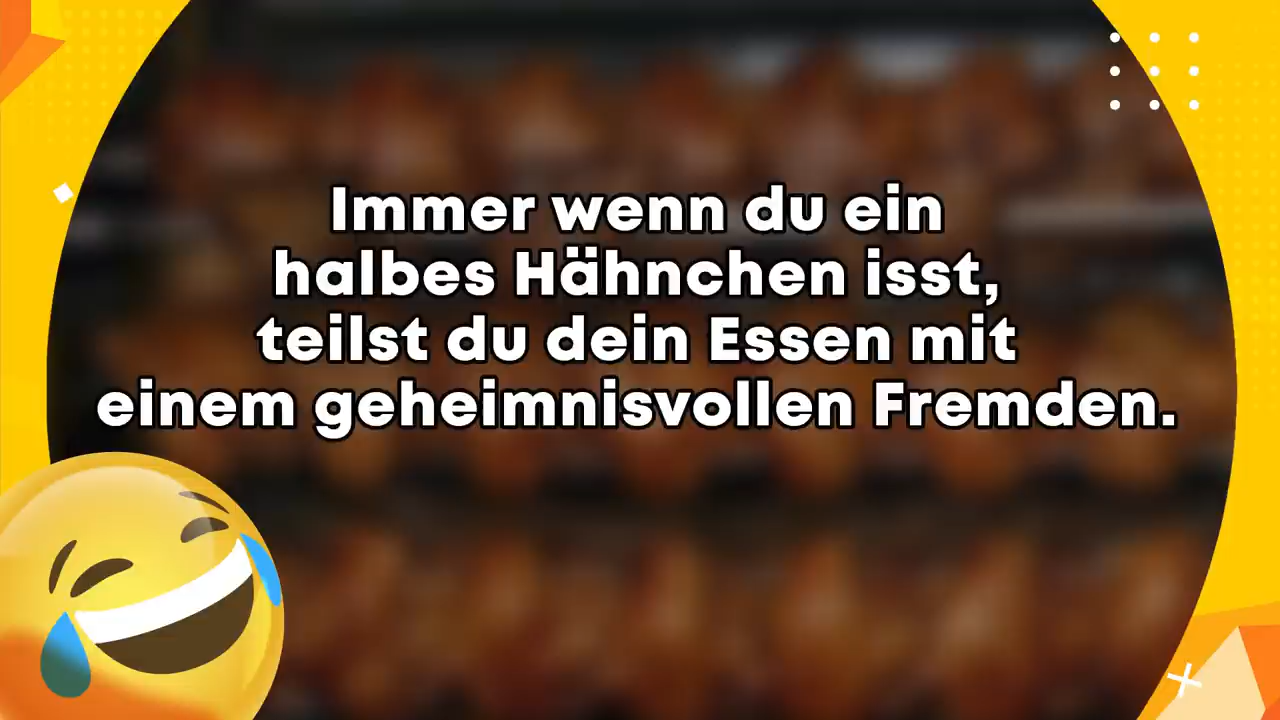 Immer wenn du ein
halbes Hähnchen isst,
teilst du dein Essen mit
einem geheimnisvollen Fremden.